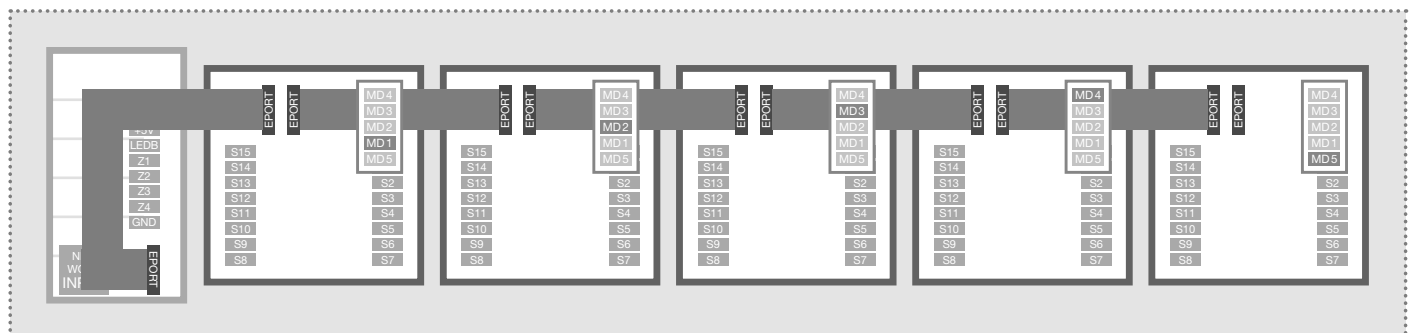 +5V
LEDB
Z1
Z2
Z3
Z4
GND
EPORT
EPORT EPORT
MD4
MD3
MD2
MD1
MD5
S15
S14
S13
S12
S11
S10
S9
S8
S2
S3
S4
S5
S6
S7
EPORT EPORT
MD4
MD3
MD2
MD1
MD5
S15
S14
S13
S12
S11
S10
S9
S8
S2
S3
S4
S5
S6
S7
EPORT EPORT
MD4
MD3
MD2
MD1
MD5
S15
S14
S13
S12
S11
S10
S9
S8
S2
S3
S4
S5
S6
S7
EPORT EPORT
MD4
MD3
MD2
MD1
MD5
S15
S14
S13
S12
S11
S10
S9
S8
S2
S3
S4
S5
S6
S7
EPORT EPORT
MD4
MD3
MD2
MD1
MD5
S15
S14
S13
S12
S11
S10
S9
S8
S2
S3
S4
S5
S6
S7